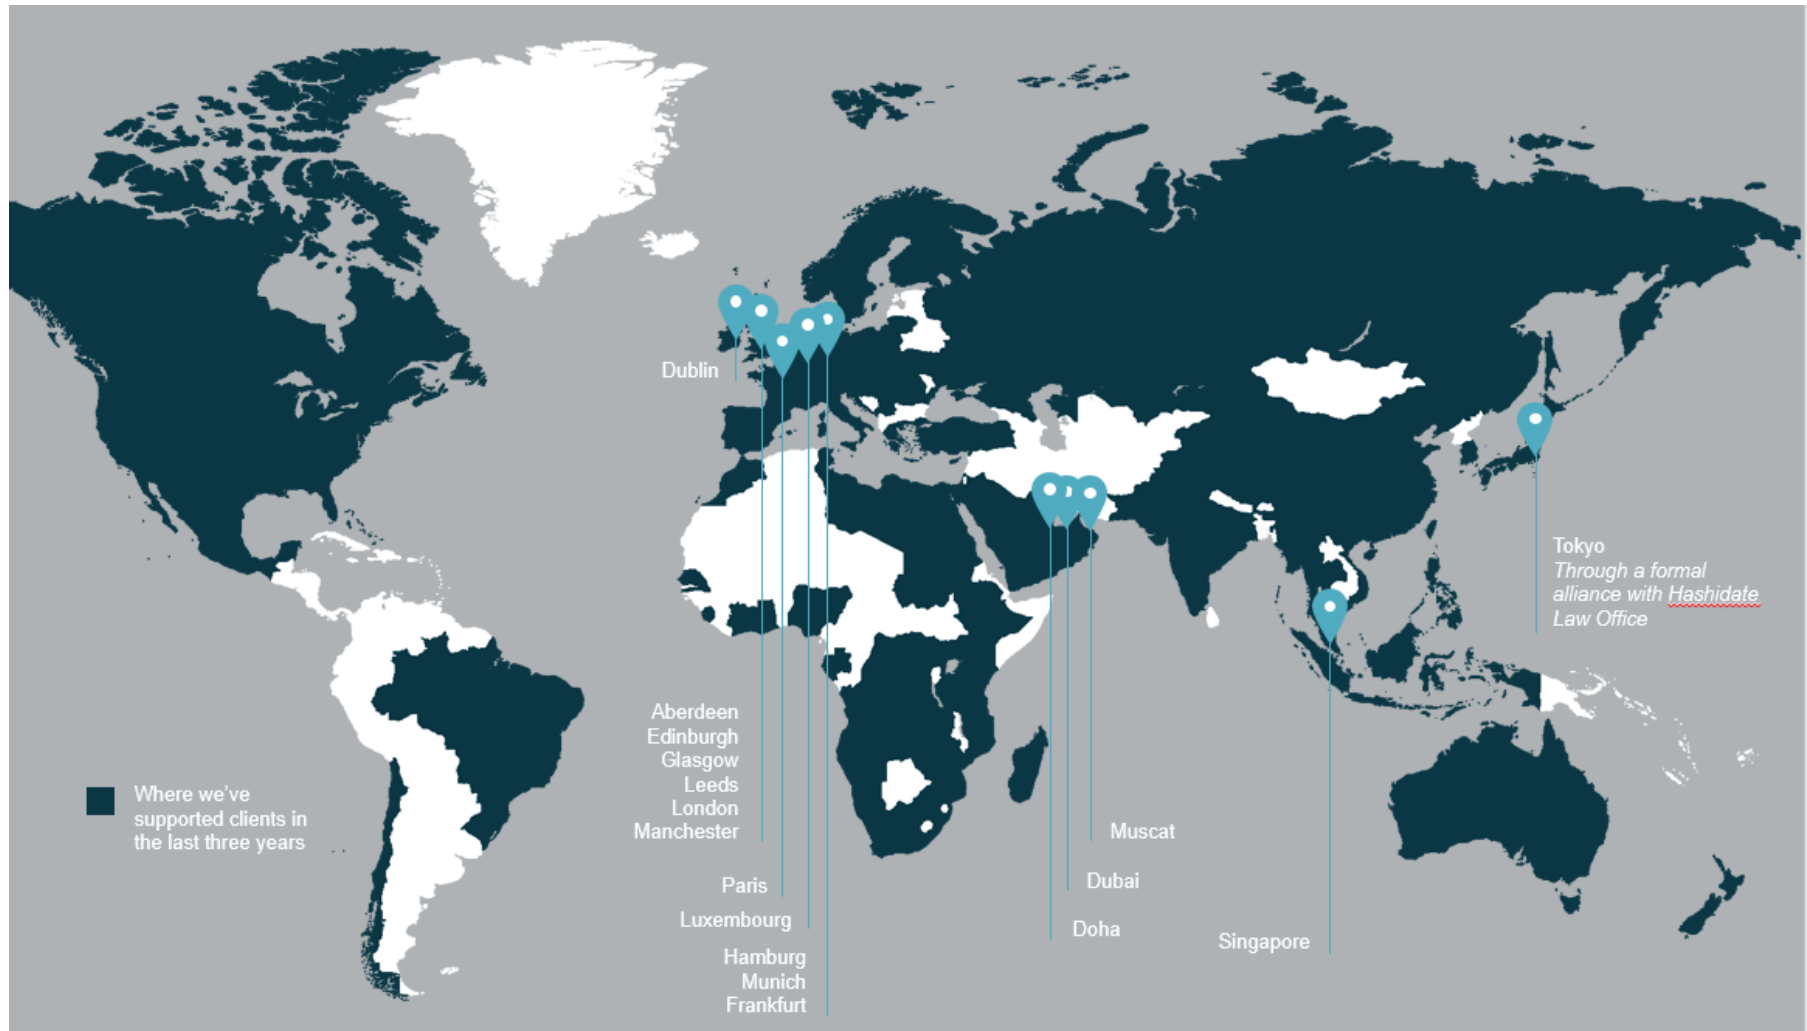 Dublin
Tokyo
Through a formal
alliance with Hashidate
Law Office
Aberdeen
Edinburgh
Glasgow
Leeds
London
Manchester
Where we've
supported clients in
the last three years
Muscat
Paris
Dubai
Luxembourg
Doha
Singapore
Hamburg
Munich
Frankfurt